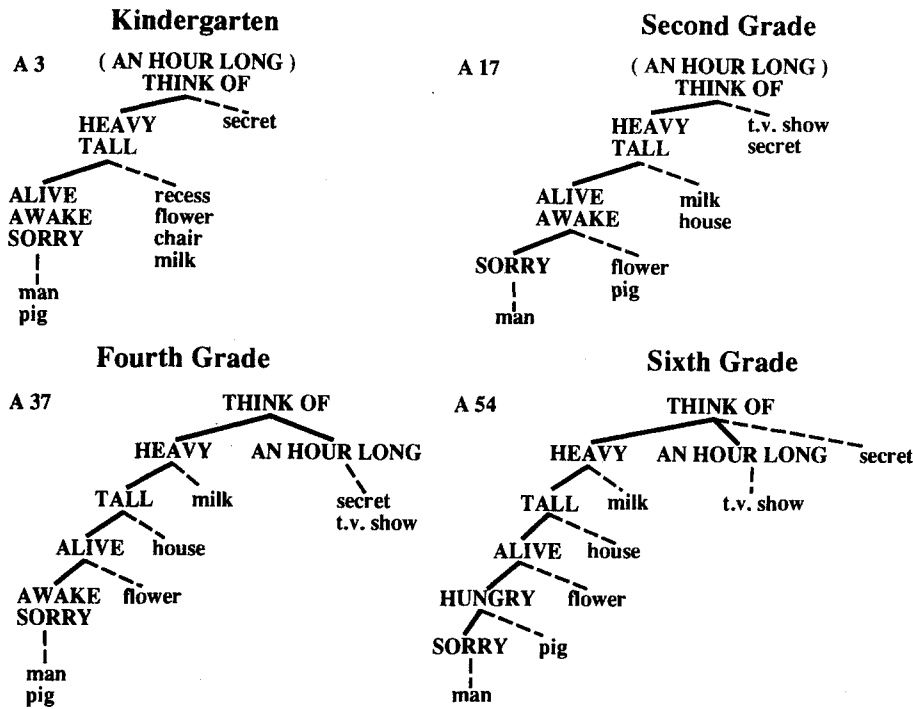 Kindergarten
A 3
( AN HOUR LONG )
THINK OF
HEAVY
TALL
secret
ALIVE
AWAKE
SORRY
recess
flower
chair
milk
man
pig
Second Grade
A 17
( AN HOUR LONG )
THINK OF
HEAVY
TALL
t.v. show
secret
ALIVE
AWAKE
milk
house
SORRY
flower
pig
man
Fourth Grade
A 37
THINK OF
HEAVY
AN HOUR LONG
TALL
milk
secret
t.v. show
ALIVE
house
AWAKE
SORRY
flower
man
pig
Sixth Grade
A 54
THINK OF
HEAVY
AN HOUR LONG
secret
TALL
milk
t.v. show
ALIVE
house
HUNGRY
flower
SORRY
pig
man